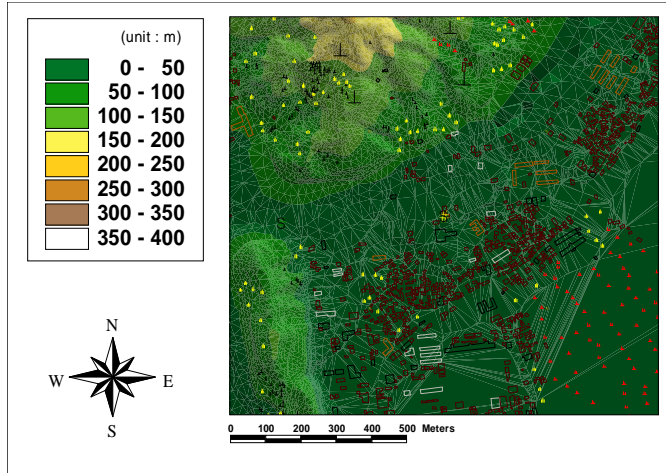 (unit : m)
0 - 50
50 - 100
100 - 150
150 - 200
200 - 250
250 - 300
300 - 350
350 - 400
N
W E
S
S
0 100 200 300 400 500 Meters